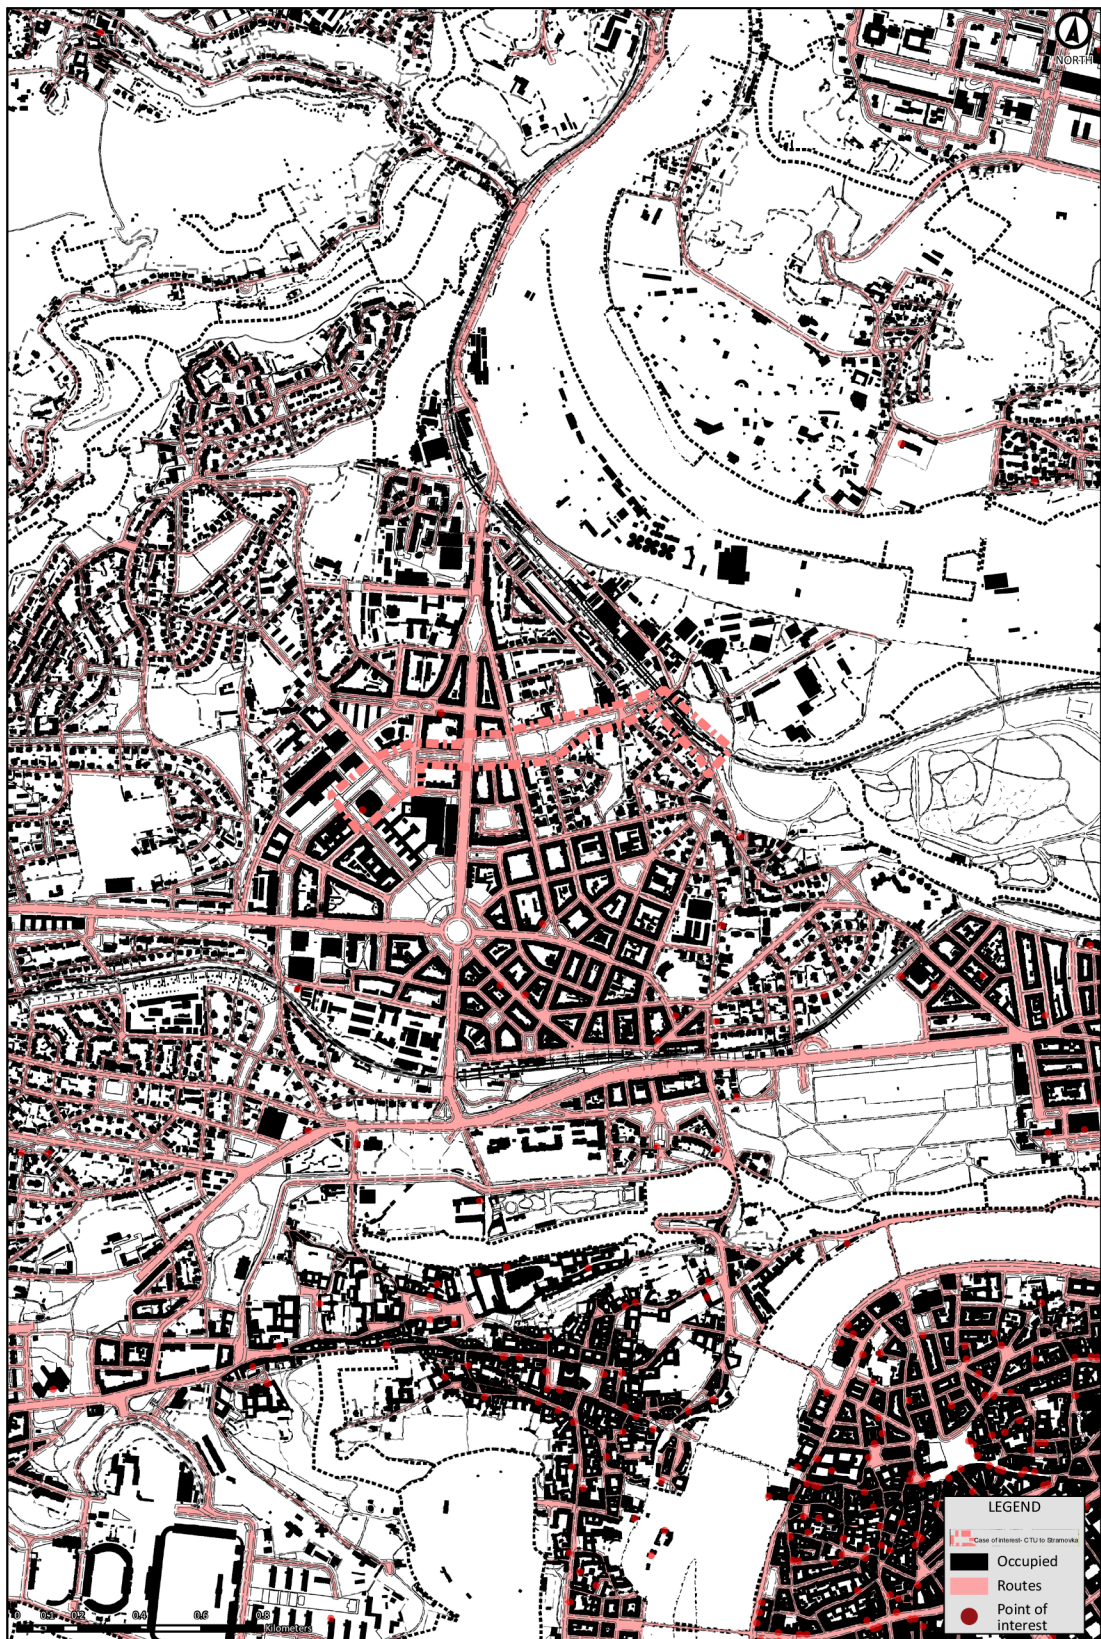 NORTH
LEGEND
Case of interest- CTU to Stramovka
Occupied
Routes
Point of
interest
0 0.1 0.2 0.4 0.6 0.8
Kilometers